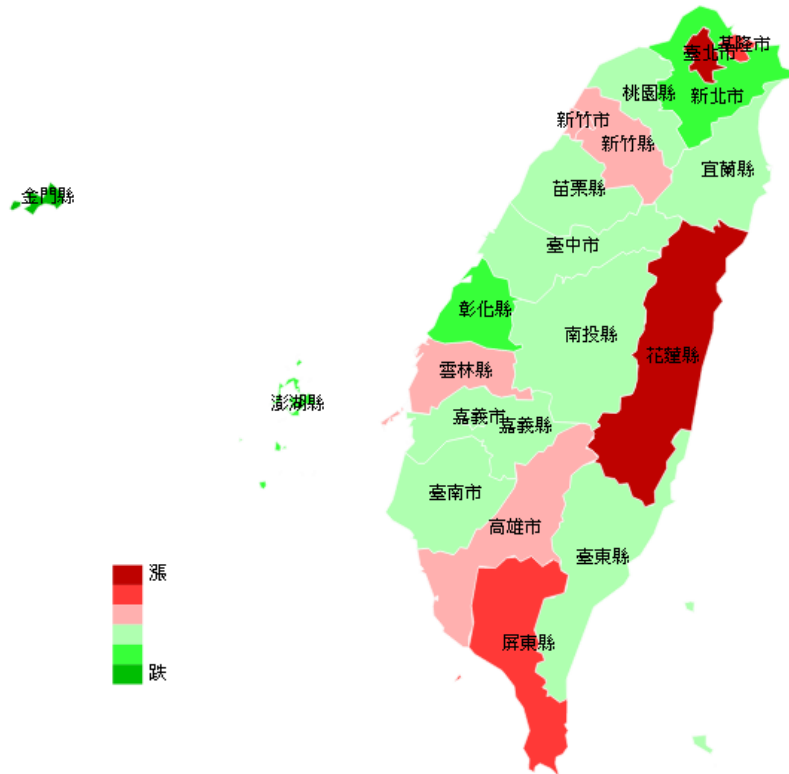 基隆市
臺北市
桃園縣
新北市
新竹市
新竹縣
宜蘭縣
苗栗縣
金門縣
臺中市
彰化縣
南投縣
花蓮縣
雲林縣
澎湖縣
嘉義市
嘉義縣
臺南市
高雄市
臺東縣
漲
屏東縣
跌